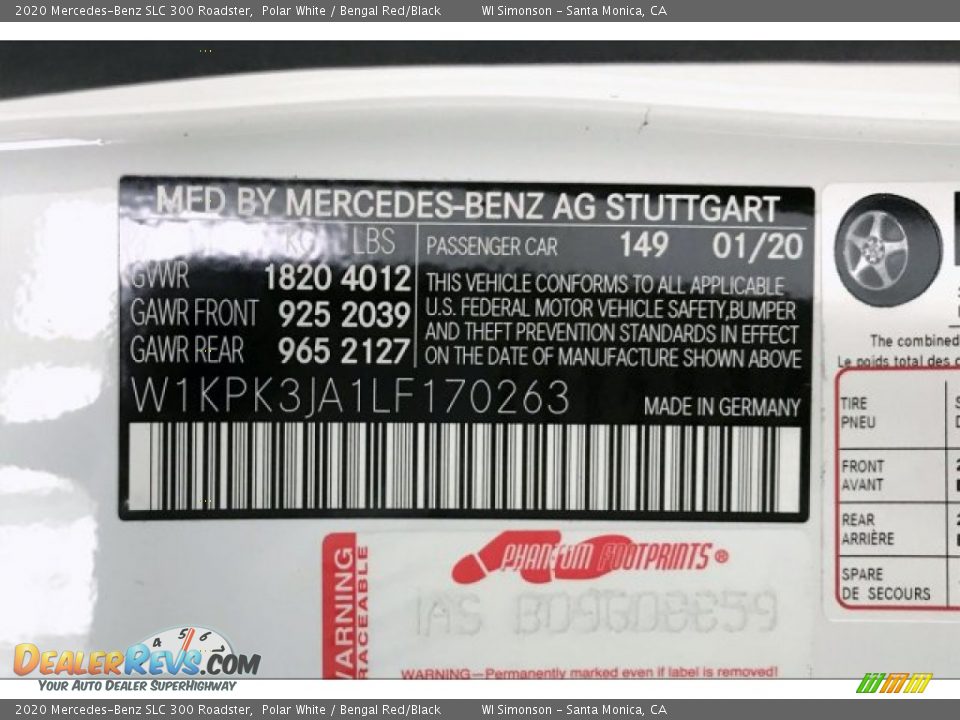 2020 Mercedes-Benz SLC 300 Roadster, Polar White / Bengal Red/Black WI Simonson - Santa Monica, CA
MFD BY MERCEDES-BENZ AG STUTTGART
KG LBS
PASSENGER CAR 149 01/20
GVWR 1820 4012
GAWR FRONT 925 2039
GAWR REAR 965 2127
THIS VEHICLE CONFORMS TO ALL APPLICABLE
U.S. FEDERAL MOTOR VEHICLE SAFETY,BUMPER
AND THEFT PREVENTION STANDARDS IN EFFECT
ON THE DATE OF MANUFACTURE SHOWN ABOVE
W1KPK3JA1LF170263
MADE IN GERMANY
The combined
Le poids total des
TIRE
PNEU
FRONT
AVANT
REAR
ARRIÈRE
SPARE
DE SECOURS
WARNING
RACEABLE
PHANTOM FOOTPRINTS®
IAS
WARNING—Permanently marked even if label is removed!
4 5 6
DEALERREVS.COM
YOUR AUTO DEALER SUPERHIGHWAY
2020 Mercedes-Benz SLC 300 Roadster, Polar White / Bengal Red/Black WI Simonson - Santa Monica, CA